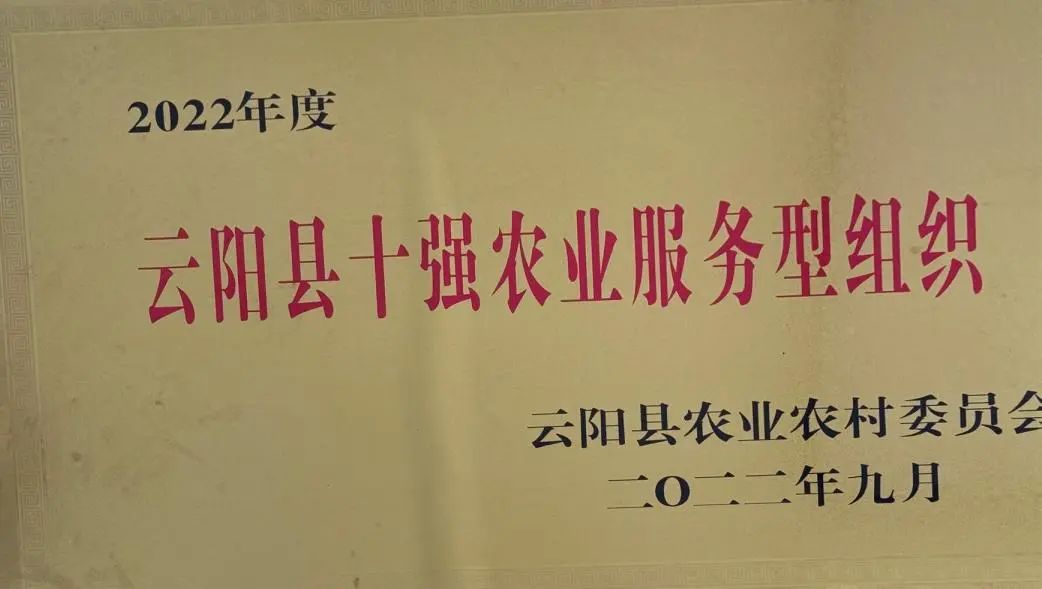 2022年度
云阳县十强农业服务型组织
云阳县农业农村委员会
二O二二年九月